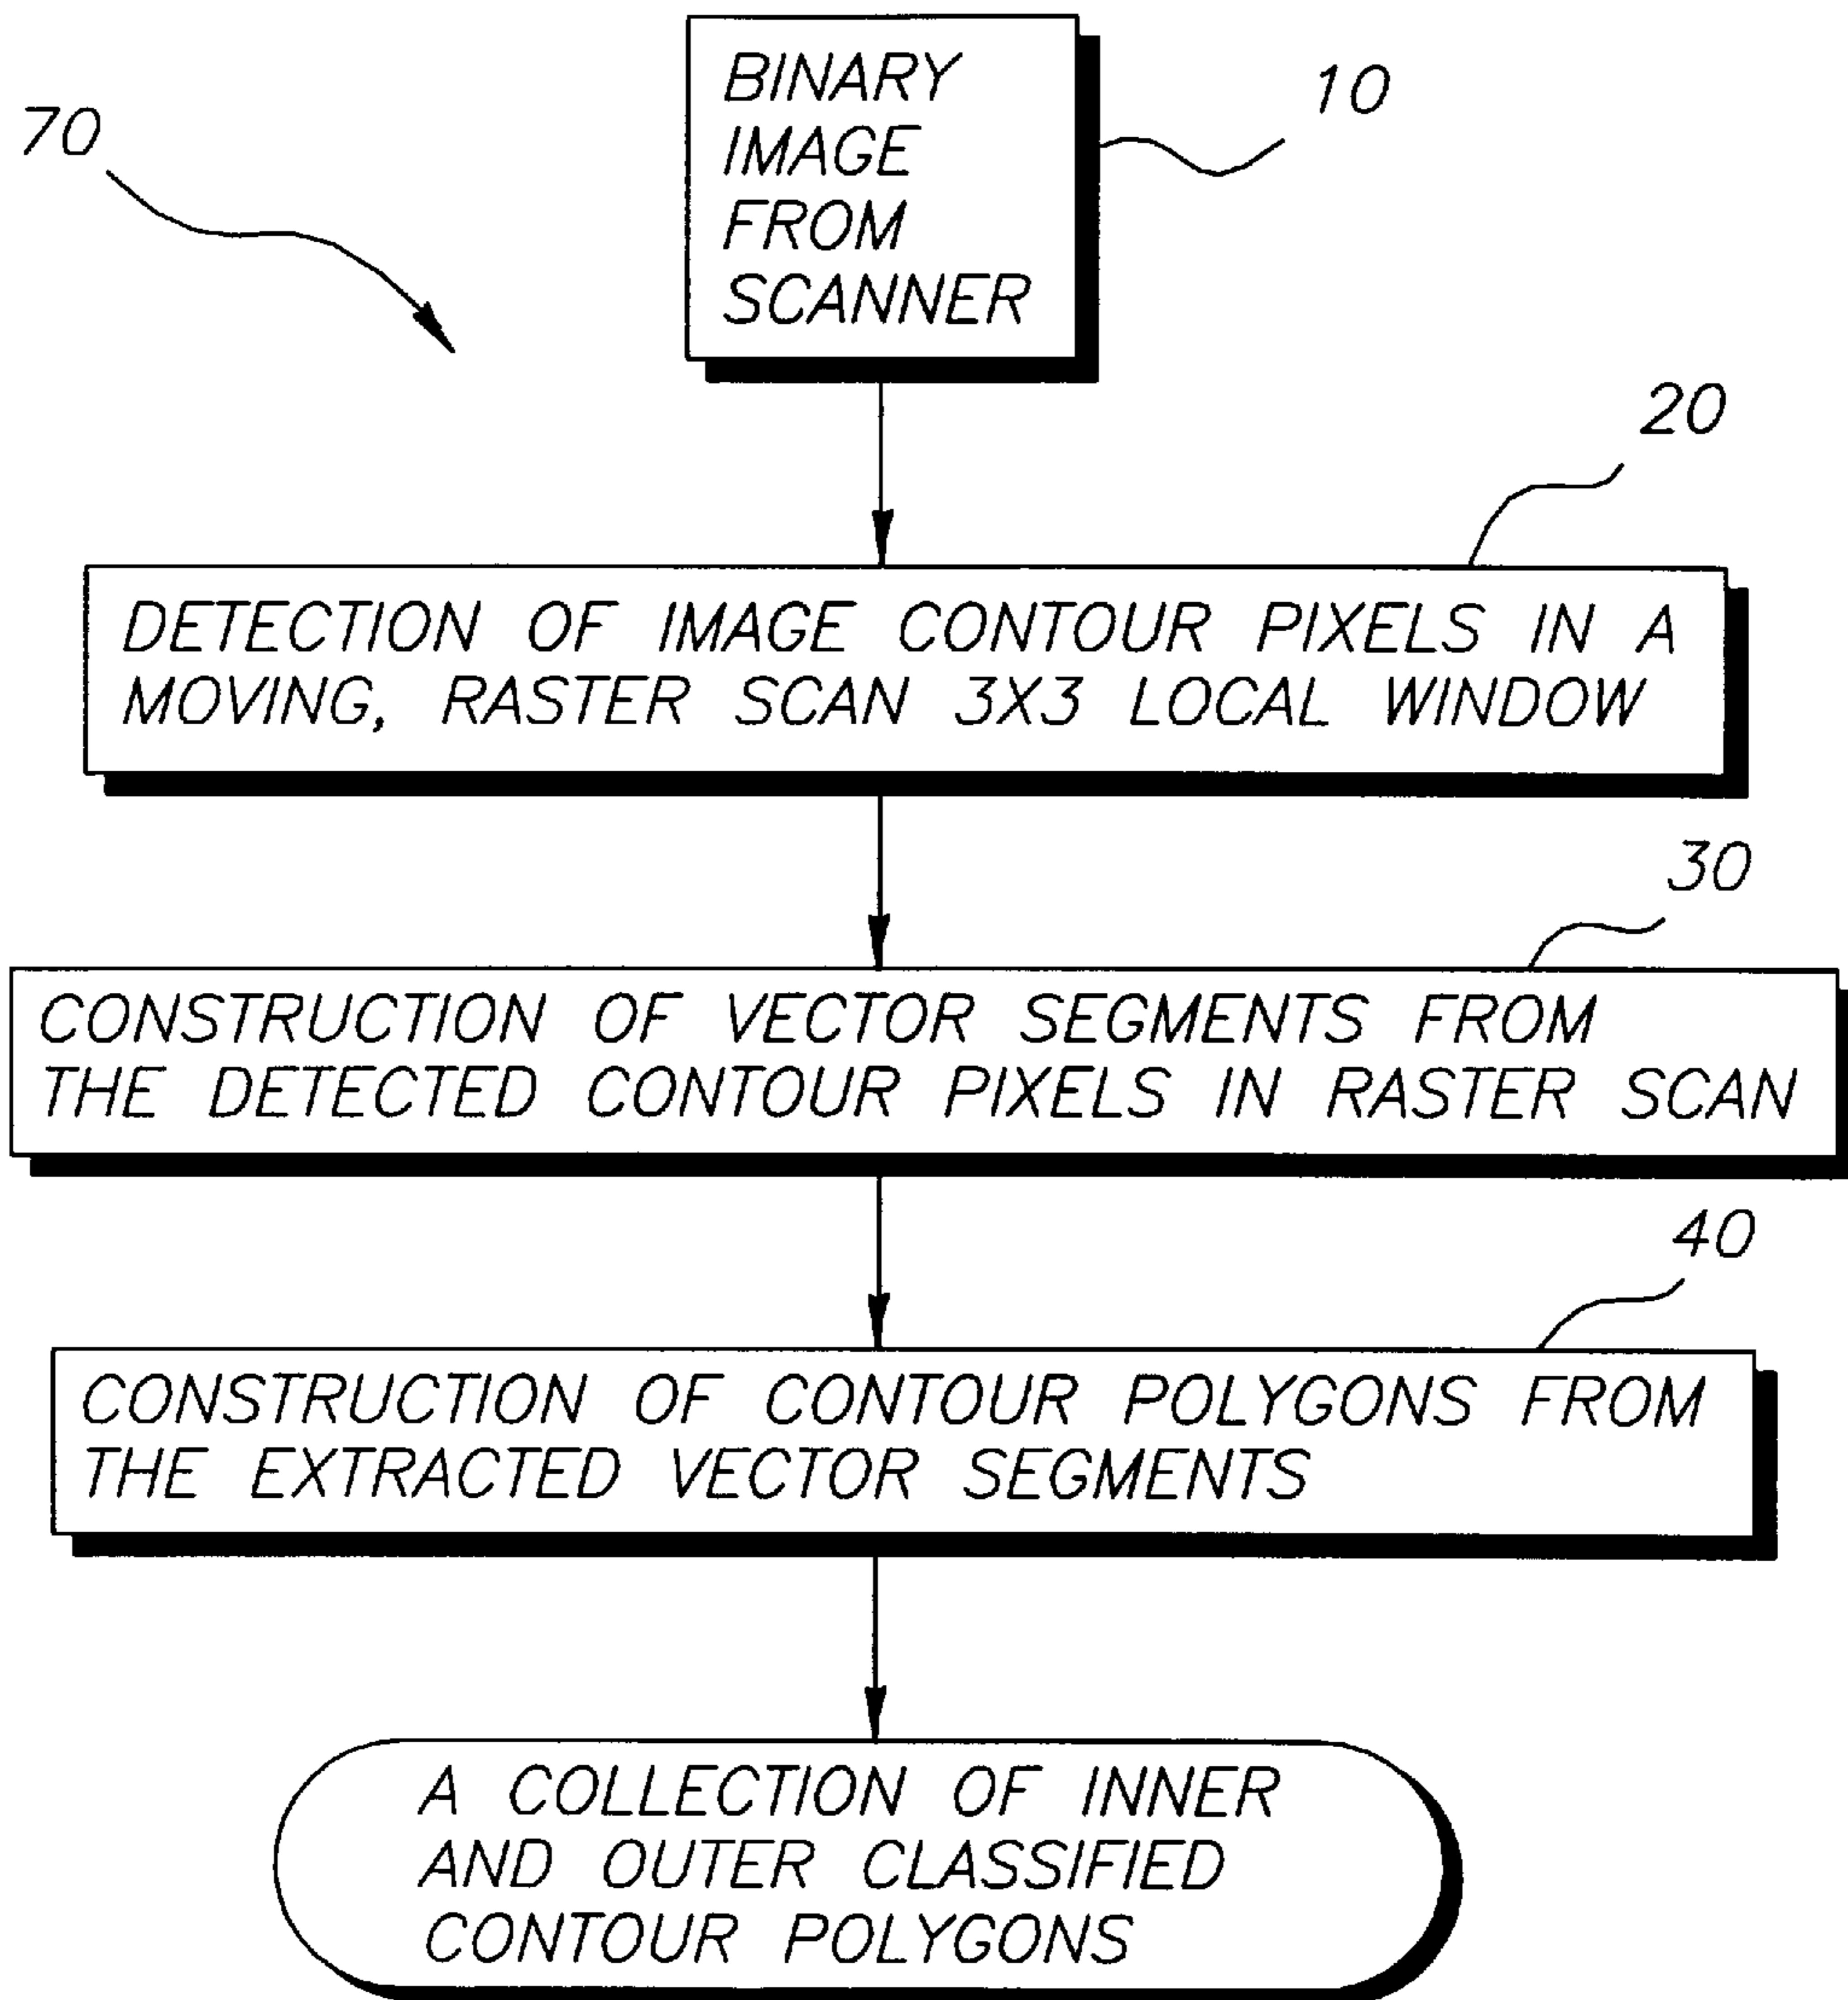 70
BINARY
IMAGE
FROM
SCANNER
10
20
DETECTION OF IMAGE CONTOUR PIXELS IN A
MOVING, RASTER SCAN 3X3 LOCAL WINDOW
30
CONSTRUCTION OF VECTOR SEGMENTS FROM
THE DETECTED CONTOUR PIXELS IN RASTER SCAN
40
CONSTRUCTION OF CONTOUR POLYGONS FROM
THE EXTRACTED VECTOR SEGMENTS
A COLLECTION OF INNER
AND OUTER CLASSIFIED
CONTOUR POLYGONS